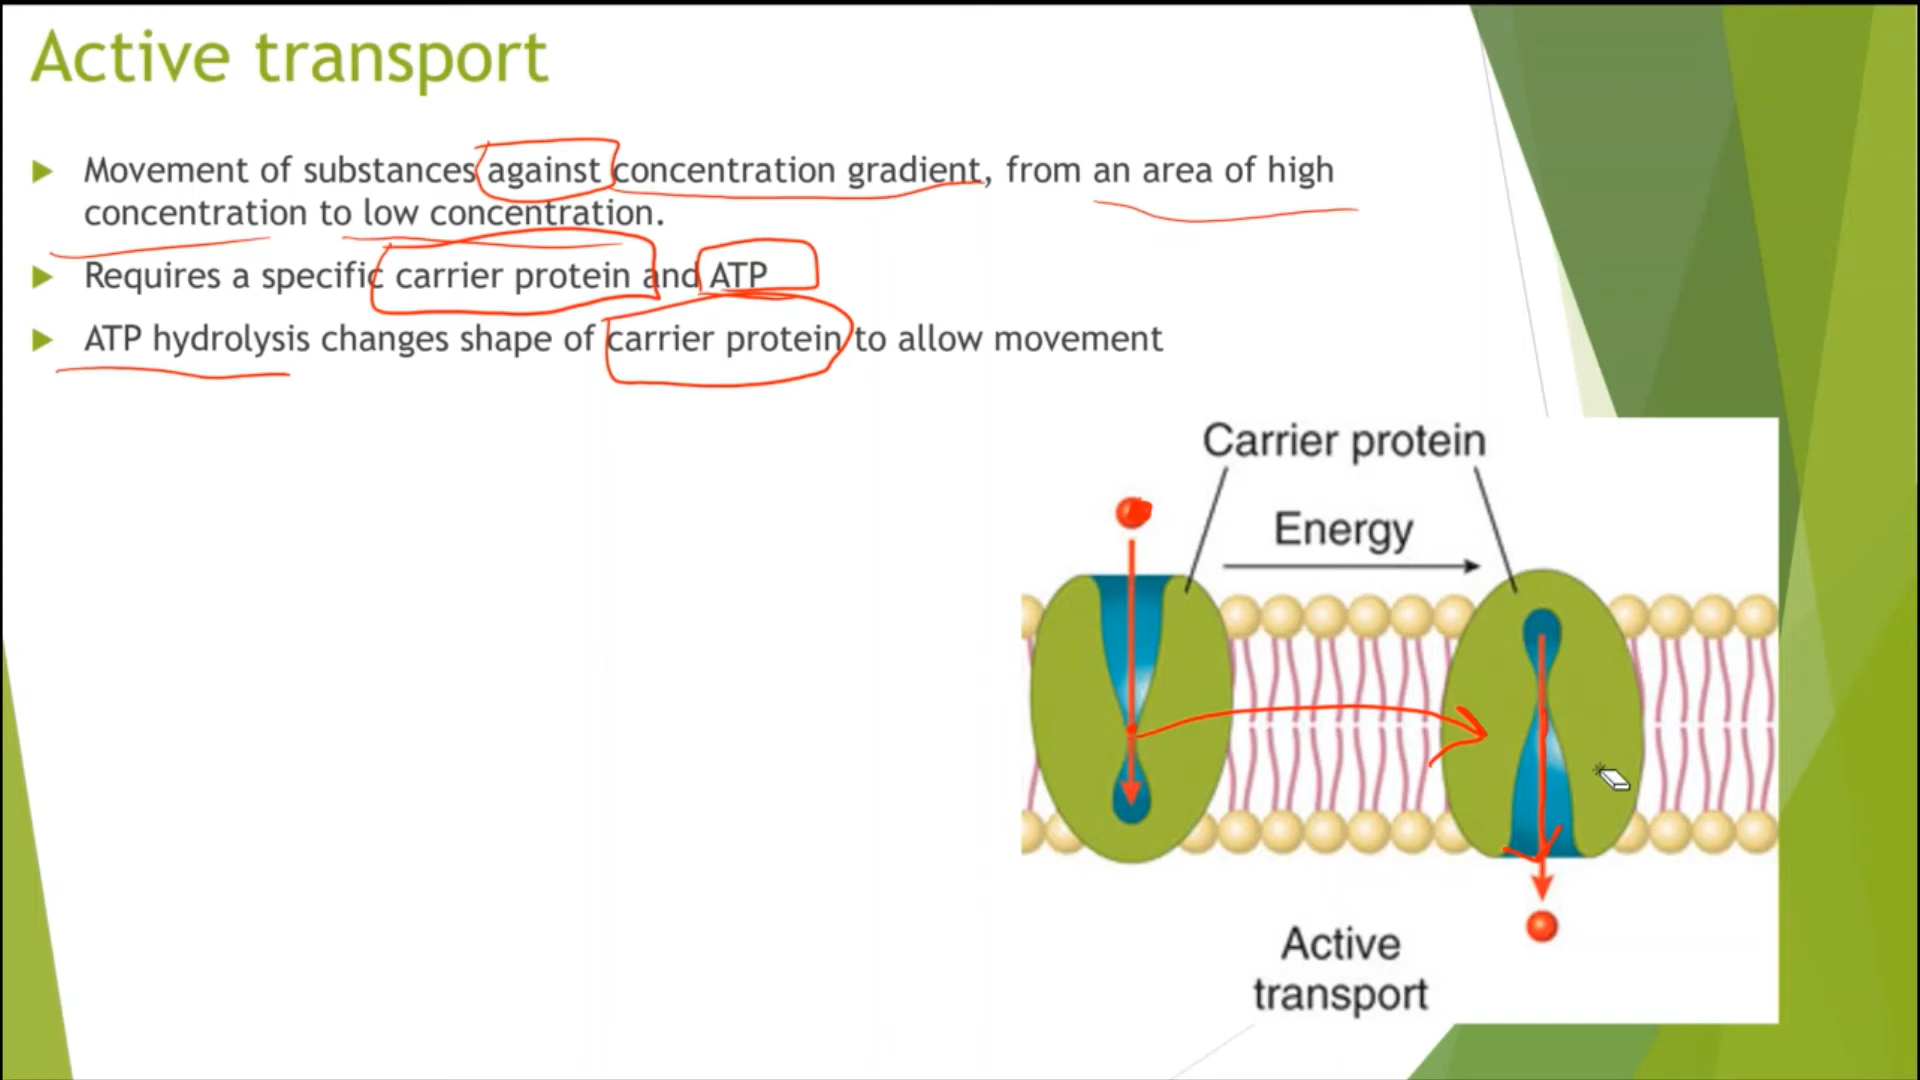 Active transport
Movement of substances against concentration gradient, from an area of high
concentration to low concentration.
Requires a specific carrier protein and ATP
ATP hydrolysis changes shape of carrier protein to allow movement
Carrier protein
Energy
Active
transport